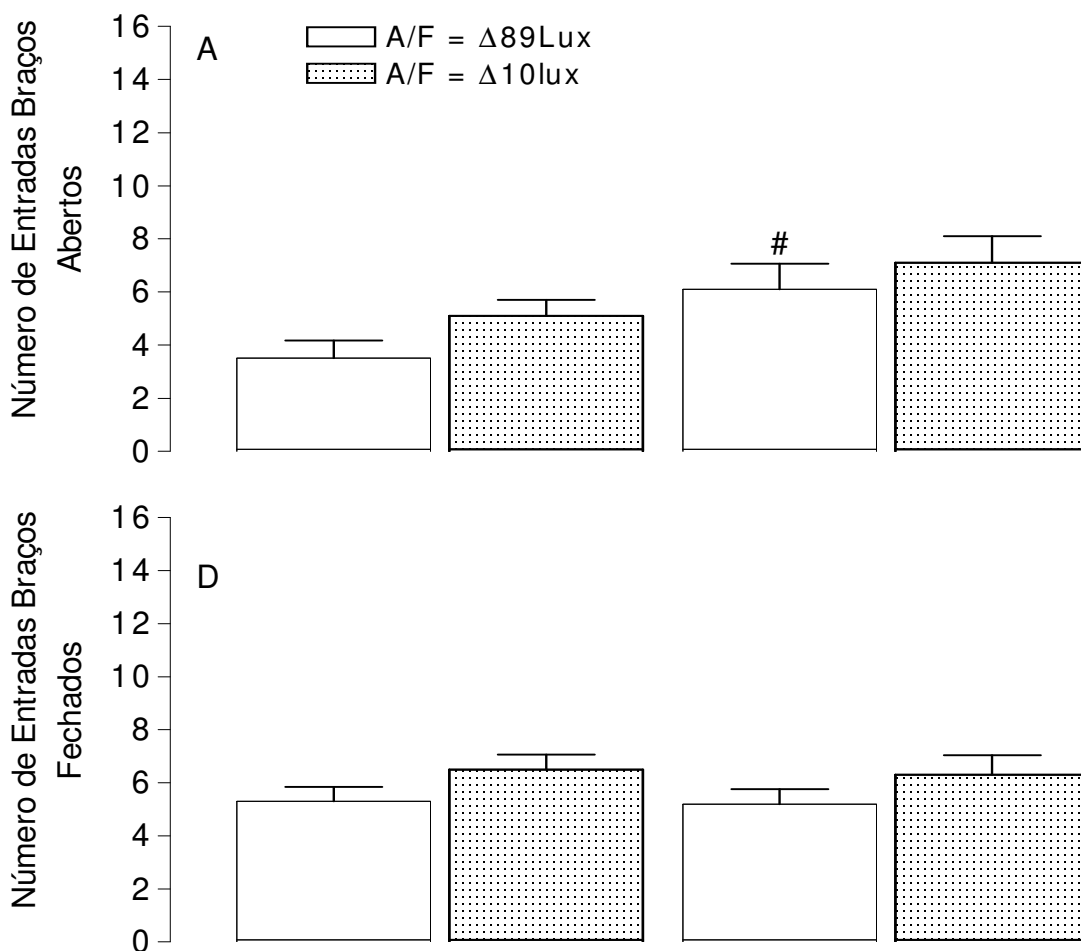 Número de Entradas Braços
Abertos
16
14
12
10
8
6
4
2
0
A
A/F = Δ89Lux
A/F = Δ10lux
#
Número de Entradas Braços
Fechados
16
14
12
10
8
6
4
2
0
D